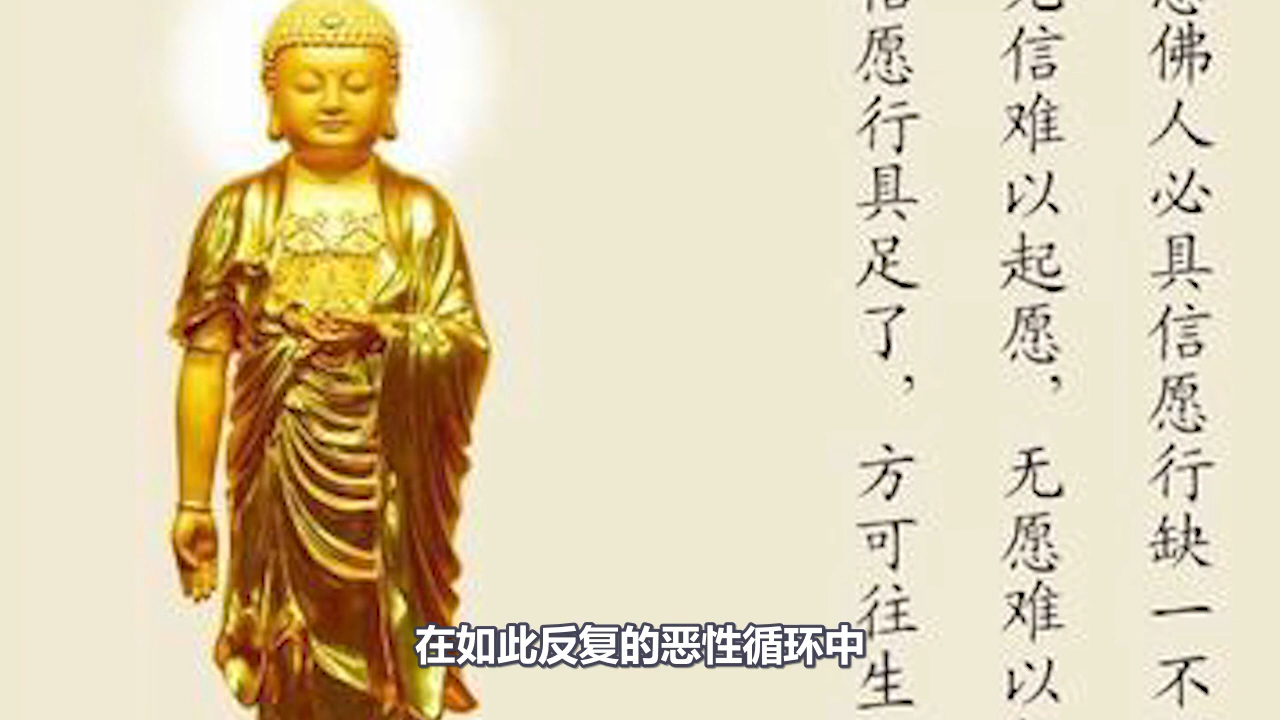 佛人必具信愿行缺一不
信难以起愿，无愿难以
愿行具足了，方可往生
在如此反复的恶性循环中